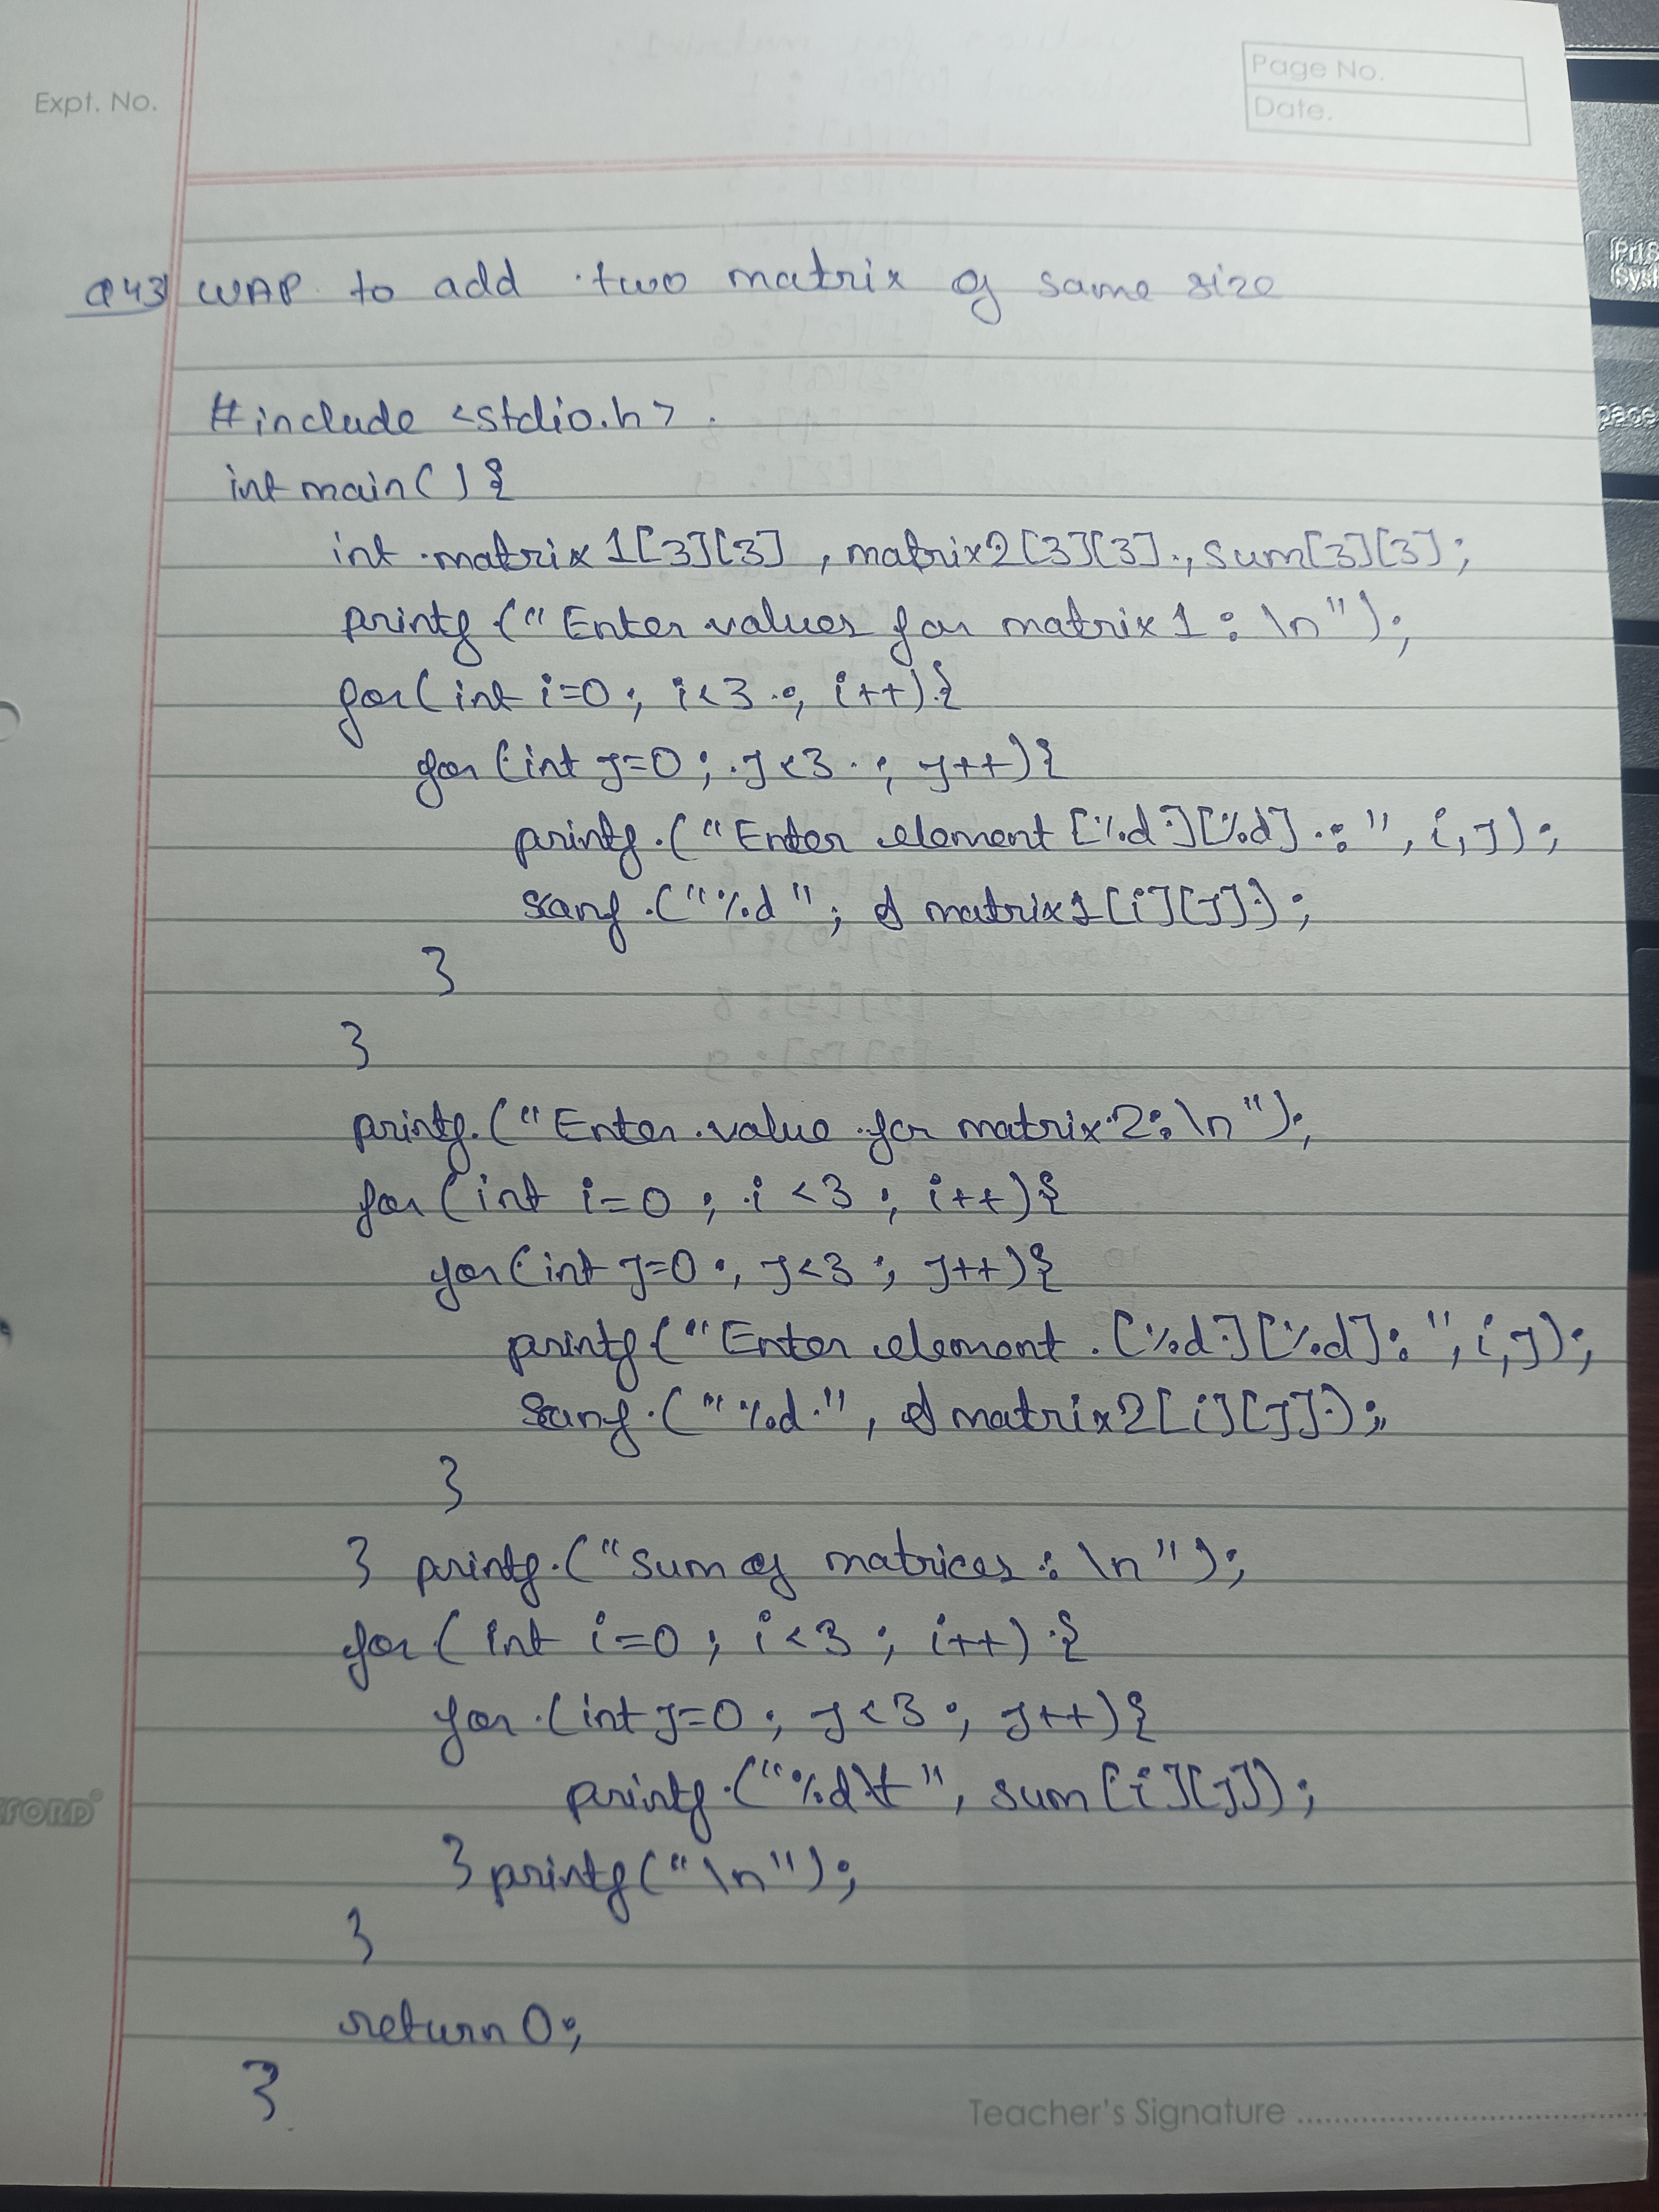 Expt. No.
Page No.
Date.
Q43 WAP to add two matrix of same size
#include <stdio.h>
int main() {
int matrix1[3][3], matrix2[3][3], sum[3][3];
printf("Enter values for matrix1: \n");
for(int i=0; i<3; i++){
for(int j=0; j<3; j++){
printf("Enter element [%d][%d]: ", i, j);
scanf("%d"; &matrix1[i][j]);
}
}
printf("Enter value for matrix2: \n");
for(int i=0; i<3; i++){
for(int j=0; j<3; j++){
printf("Enter element [%d][%d]: ", i, j);
scanf("%d", &matrix2[i][j]);
}
} printf("Sum of matrices: \n");
for(int i=0; i<3; i++){
for(int j=0; j<3; j++){
printf("%d\t", sum[i][j]);
} printf("\n");
}
return 0;
}
Teacher's Signature